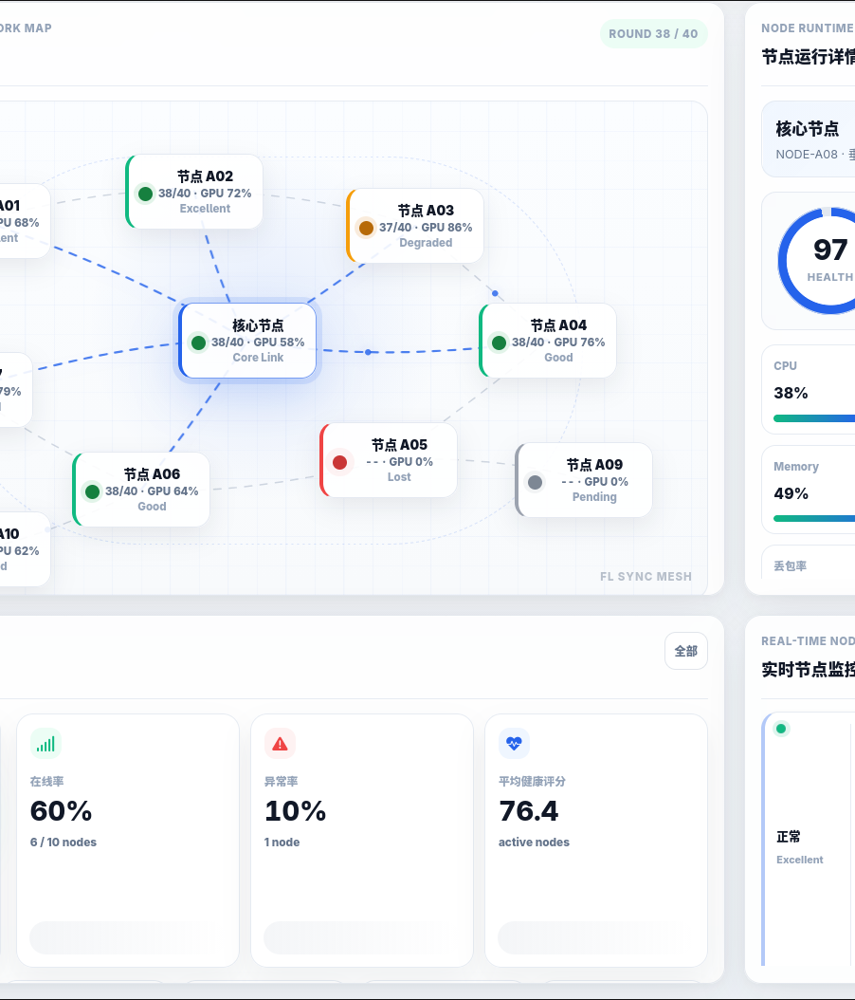 ORK MAP
ROUND 38 / 40
节点 A02
38/40 · GPU 72%
Excellent
A01
PU 68%
ent
节点 A03
37/40 · GPU 86%
Degraded
核心节点
38/40 · GPU 58%
Core Link
节点 A04
38/40 · GPU 76%
Good
79%
节点 A05
-- · GPU 0%
Lost
节点 A09
-- · GPU 0%
Pending
节点 A06
38/40 · GPU 64%
Good
A10
PU 62%
d
FL SYNC MESH
NODE RUNTIME
节点运行详情
核心节点
NODE-A08 · 垂
97
HEALTH
CPU
38%
Memory
49%
丢包率
全部
在线率
60%
6 / 10 nodes
异常率
10%
1 node
平均健康评分
76.4
active nodes
REAL-TIME NOD
实时节点监控
正常
Excellent